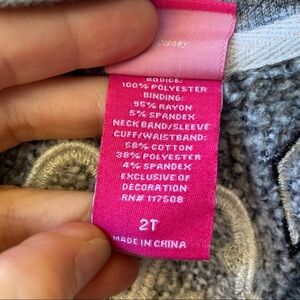 Disney
BODICE:
100% POLYESTER
BINDING:
95% RAYON
5% SPANDEX
NECK BAND/SLEEVE
CUFF/WAISTBAND:
58% COTTON
38% POLYESTER
4% SPANDEX
EXCLUSIVE OF
DECORATION
RN# 117508
2T
MADE IN CHINA